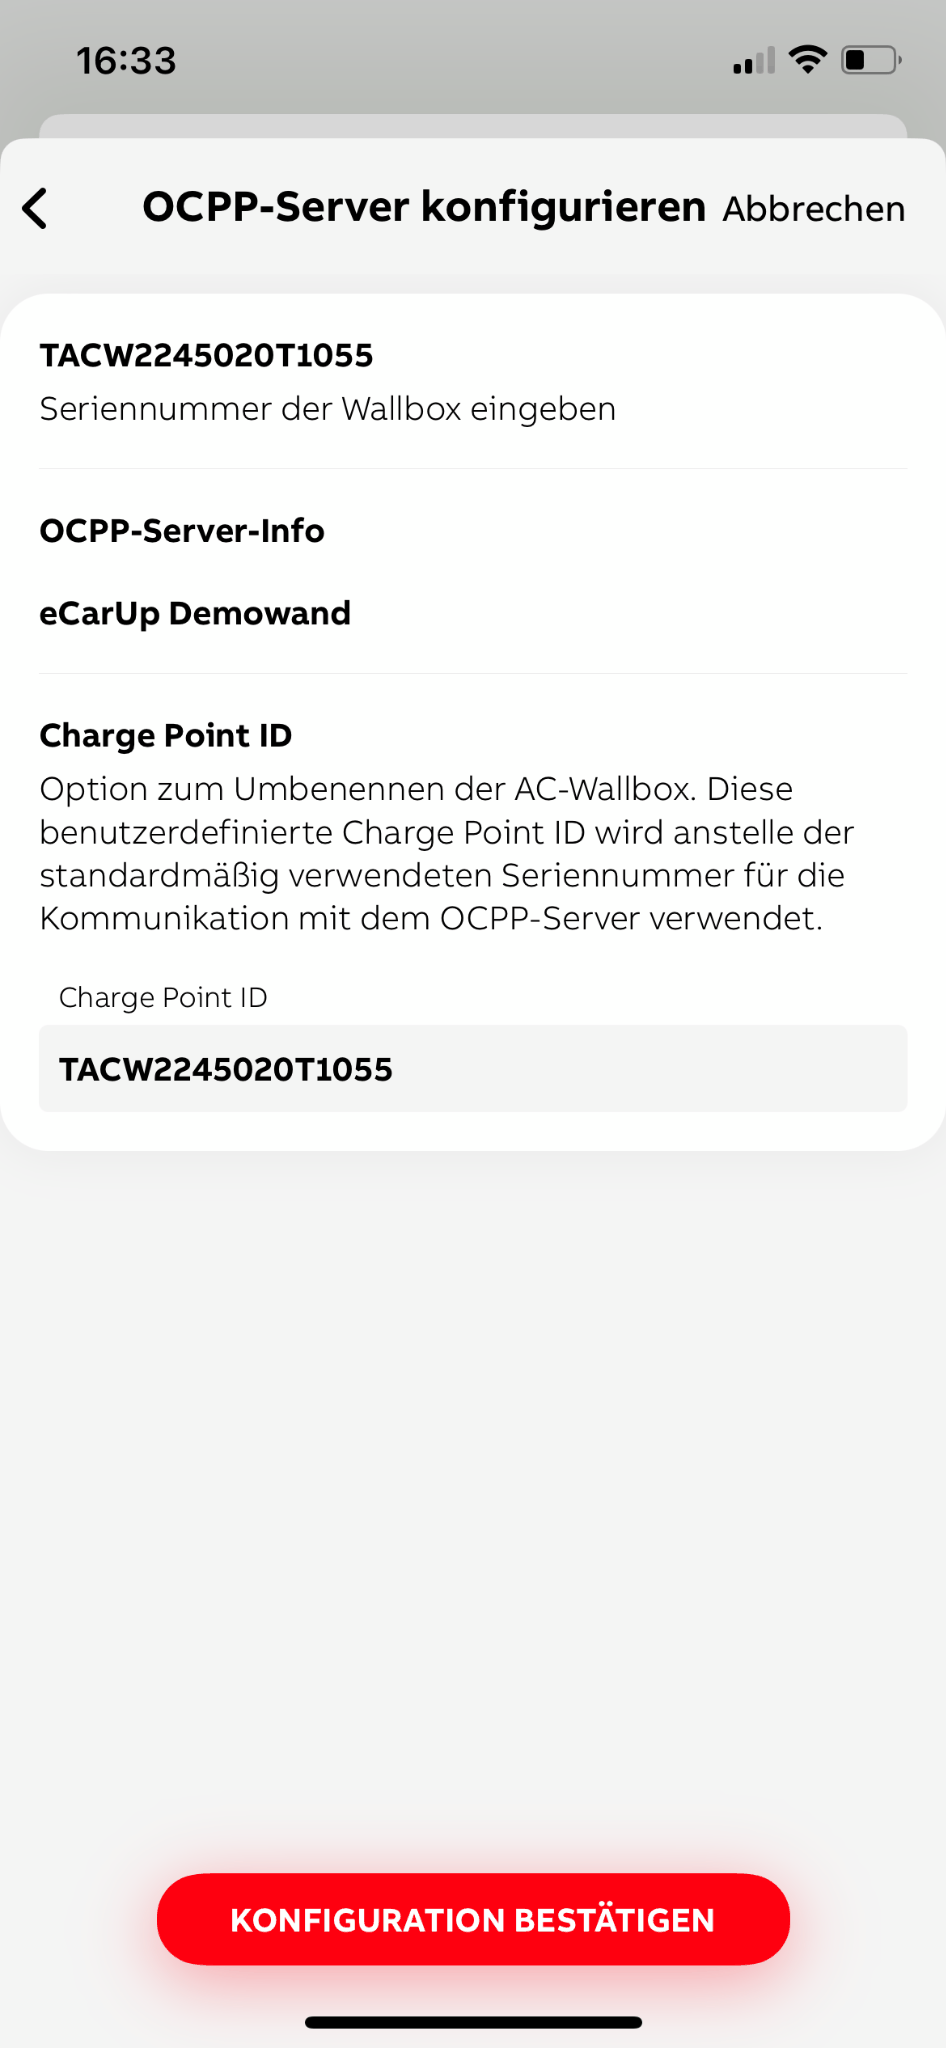 16:33
OCPP-Server konfigurieren Abbrechen
TACW2245020T1055
Seriennummer der Wallbox eingeben
OCPP-Server-Info
eCarUp Demowand
Charge Point ID
Option zum Umbenennen der AC-Wallbox. Diese
benutzerdefinierte Charge Point ID wird anstelle der
standardmäßig verwendeten Seriennummer für die
Kommunikation mit dem OCPP-Server verwendet.
Charge Point ID
TACW2245020T1055
KONFIGURATION BESTÄTIGEN